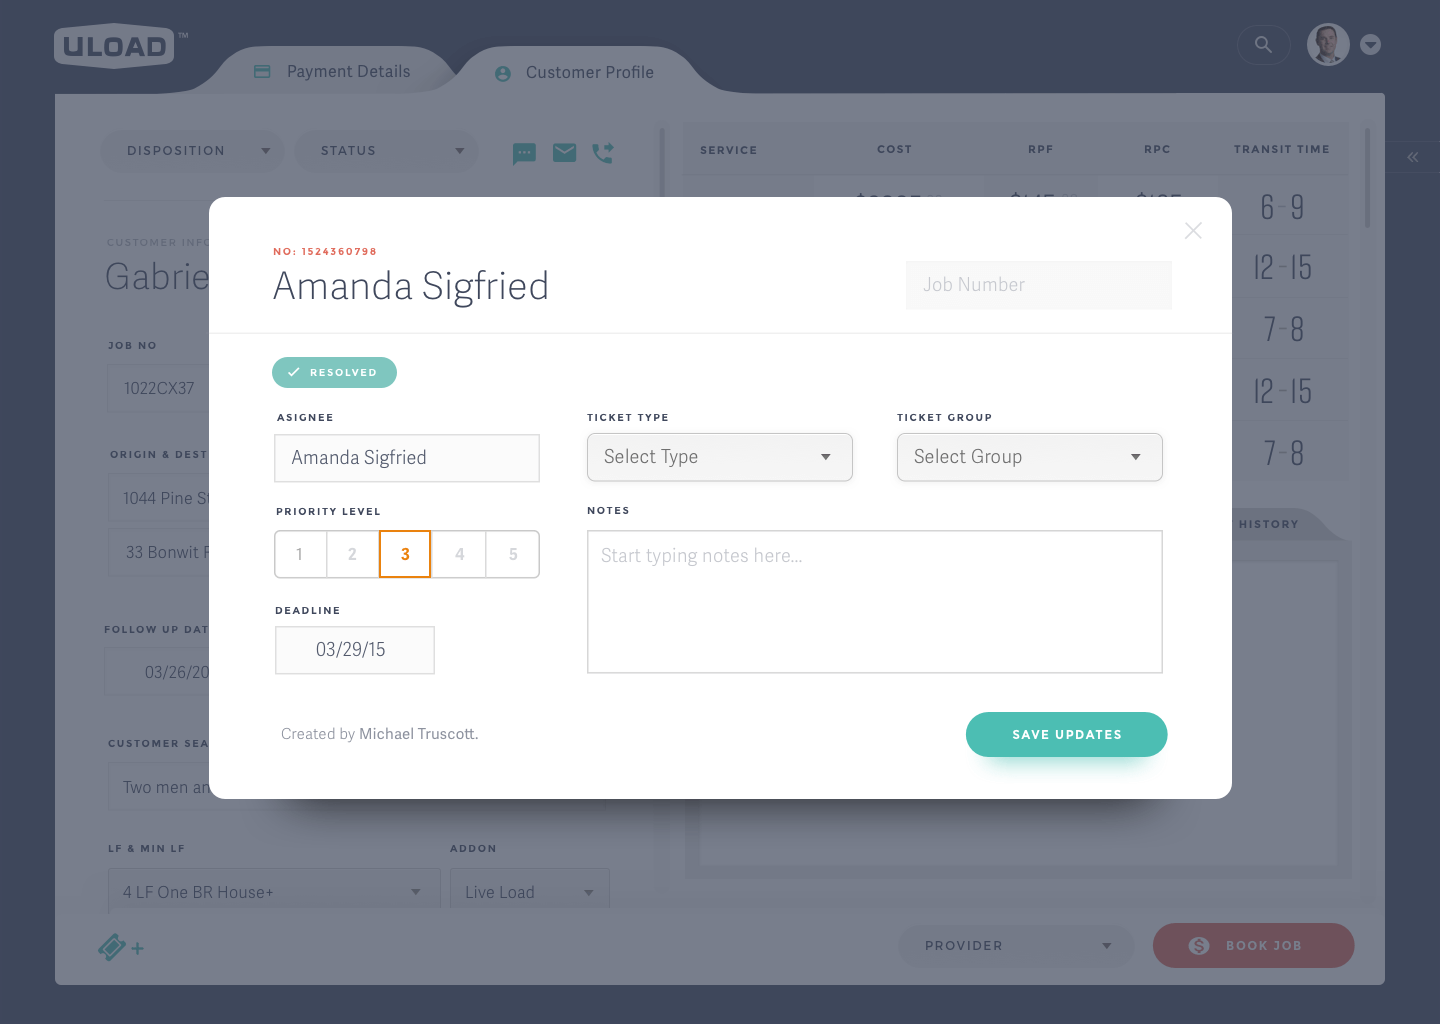 ULOAD™
Payment Details
Customer Profile
DISPOSITION
STATUS
SERVICE
COST
RPF
RPC
TRANSIT TIME
6-9
12-15
7-8
12-15
7-8
CUSTOMER INFO
Gabrie
JOB NO
1022CX37
ORIGIN & DEST
1044 Pine St
33 Bonwit
FOLLOW UP DAT
03/26/20
CUSTOMER SEA
Two men an
LF & MIN LF
4 LF One BR House+
ADDON
Live Load
HISTORY
NO: 1524360798
Amanda Sigfried
Job Number
RESOLVED
ASIGNEE
Amanda Sigfried
TICKET TYPE
Select Type
TICKET GROUP
Select Group
PRIORITY LEVEL
1 2 3 4 5
NOTES
Start typing notes here...
DEADLINE
03/29/15
Created by Michael Truscott.
SAVE UPDATES
+
PROVIDER
$ BOOK JOB